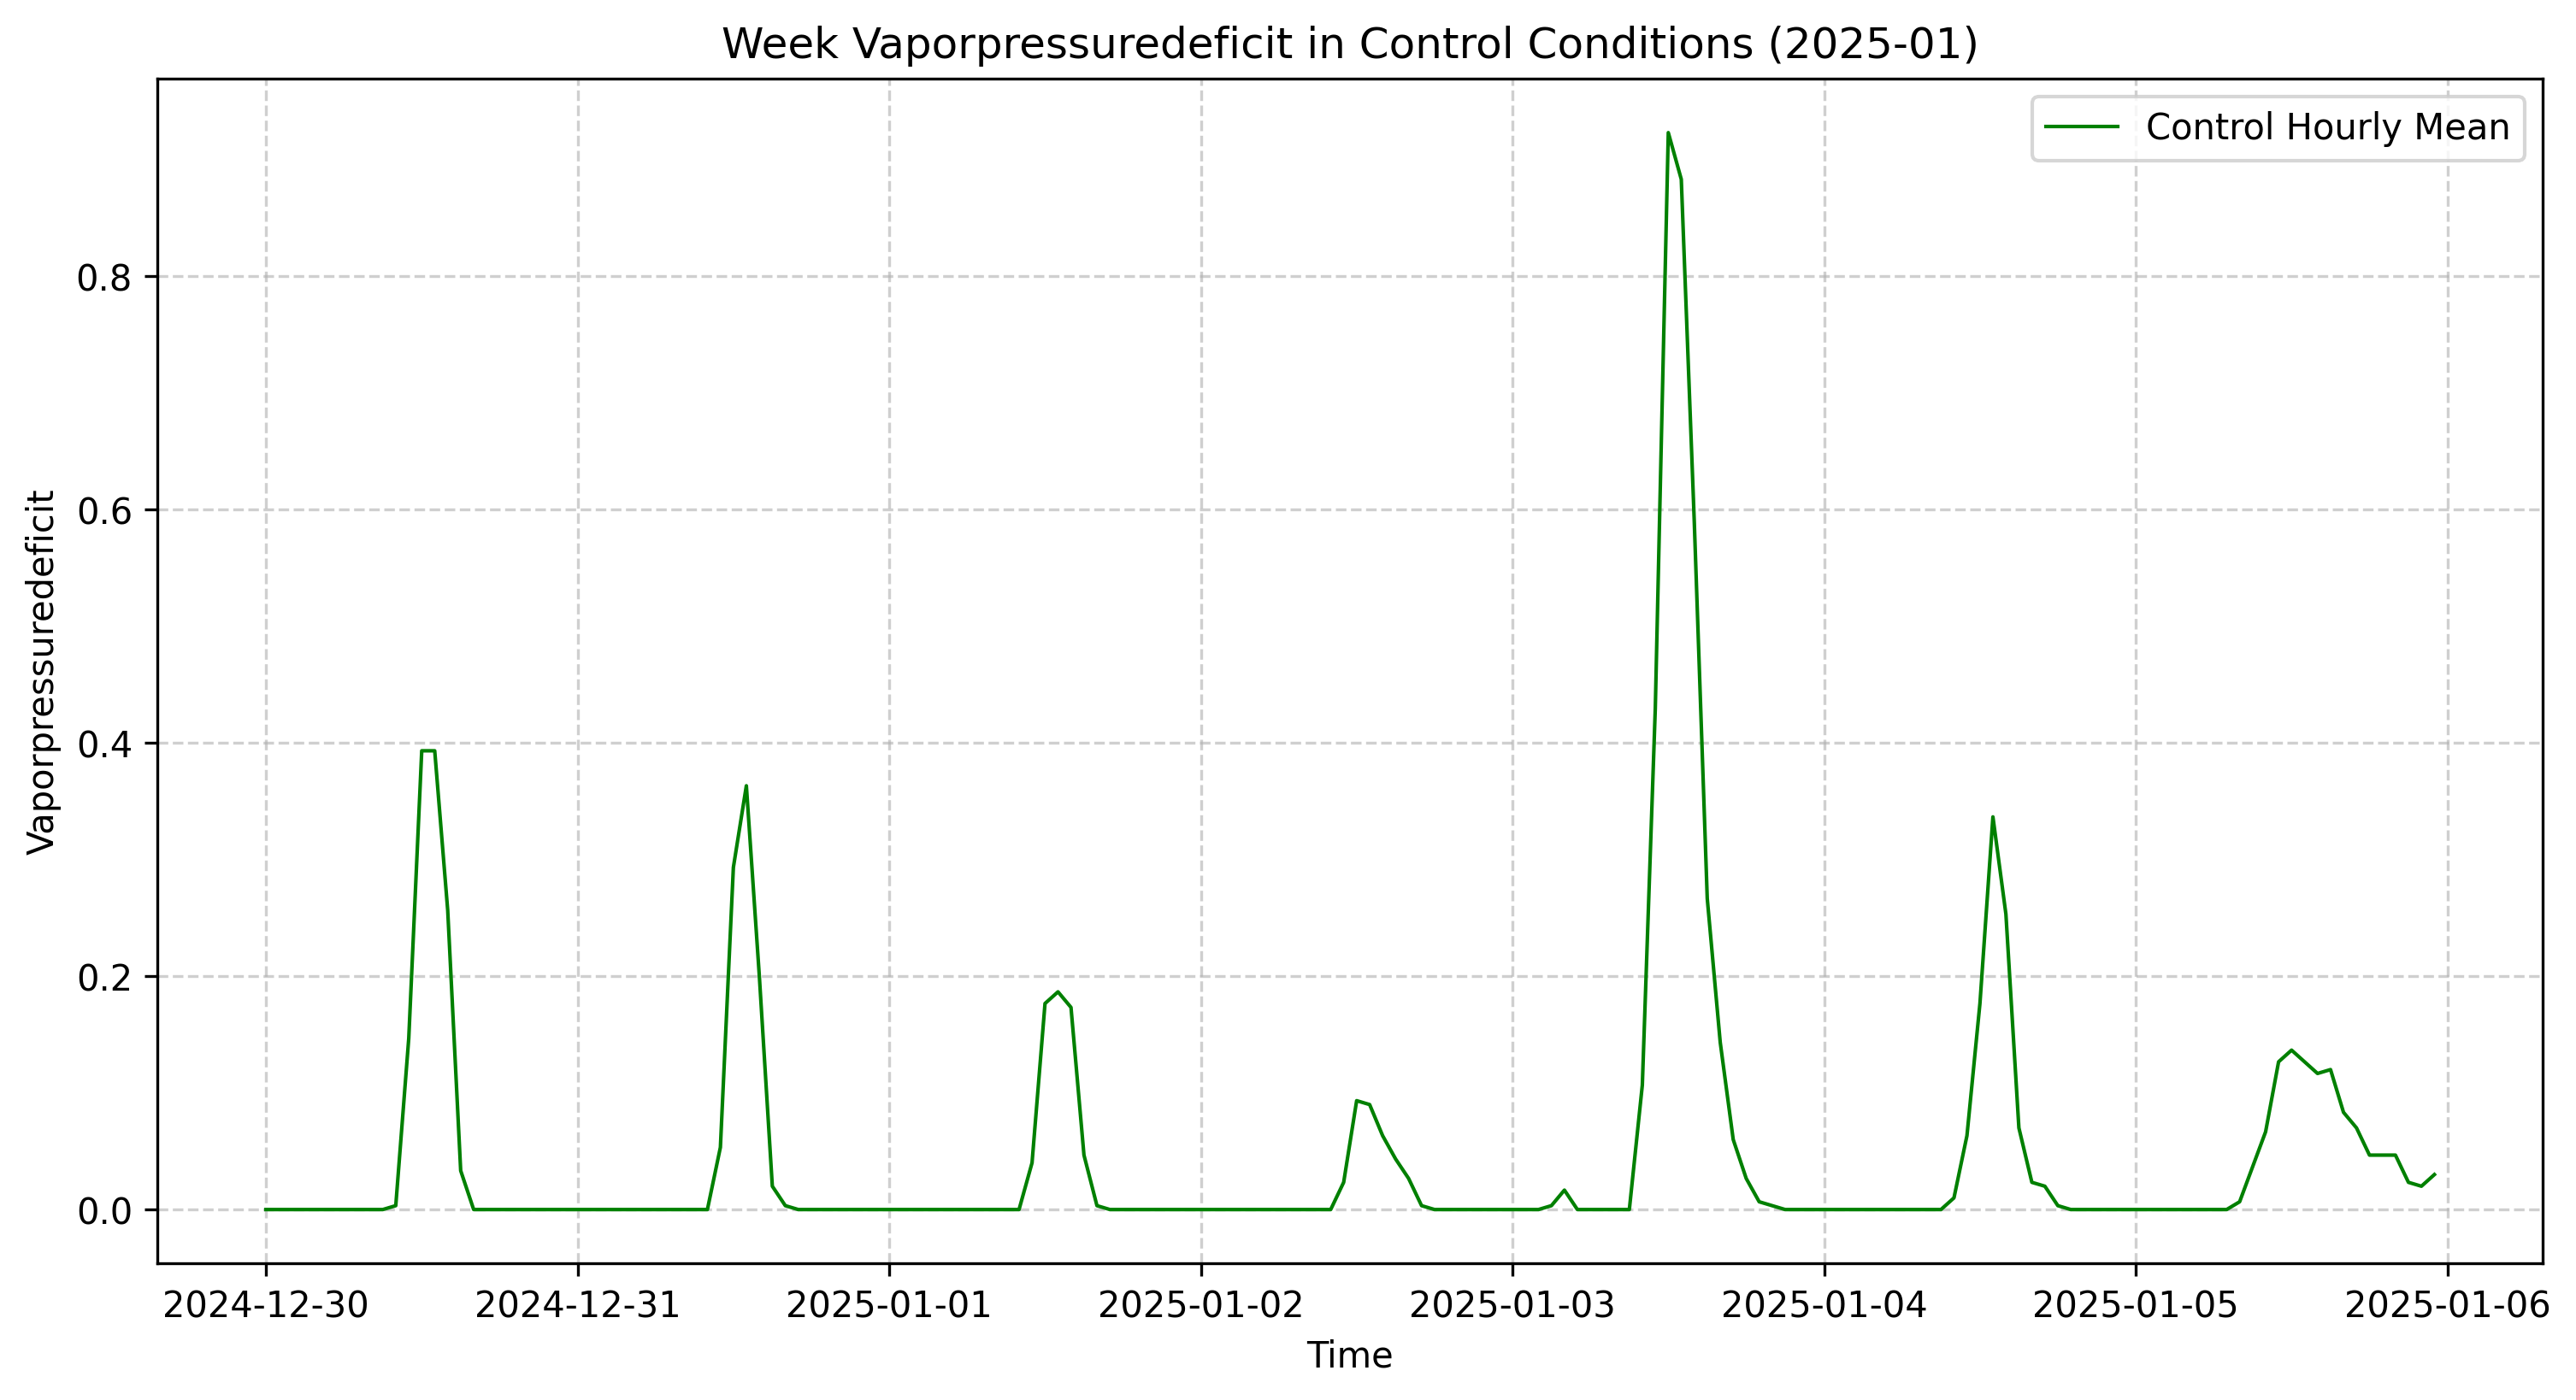 Week Vaporpressuredeficit in Control Conditions (2025-01)
Control Hourly Mean
Vaporpressuredeficit
0.8
0.6
0.4
0.2
0.0
2024-12-30 2024-12-31 2025-01-01 2025-01-02 2025-01-03 2025-01-04 2025-01-05 2025-01-06
Time